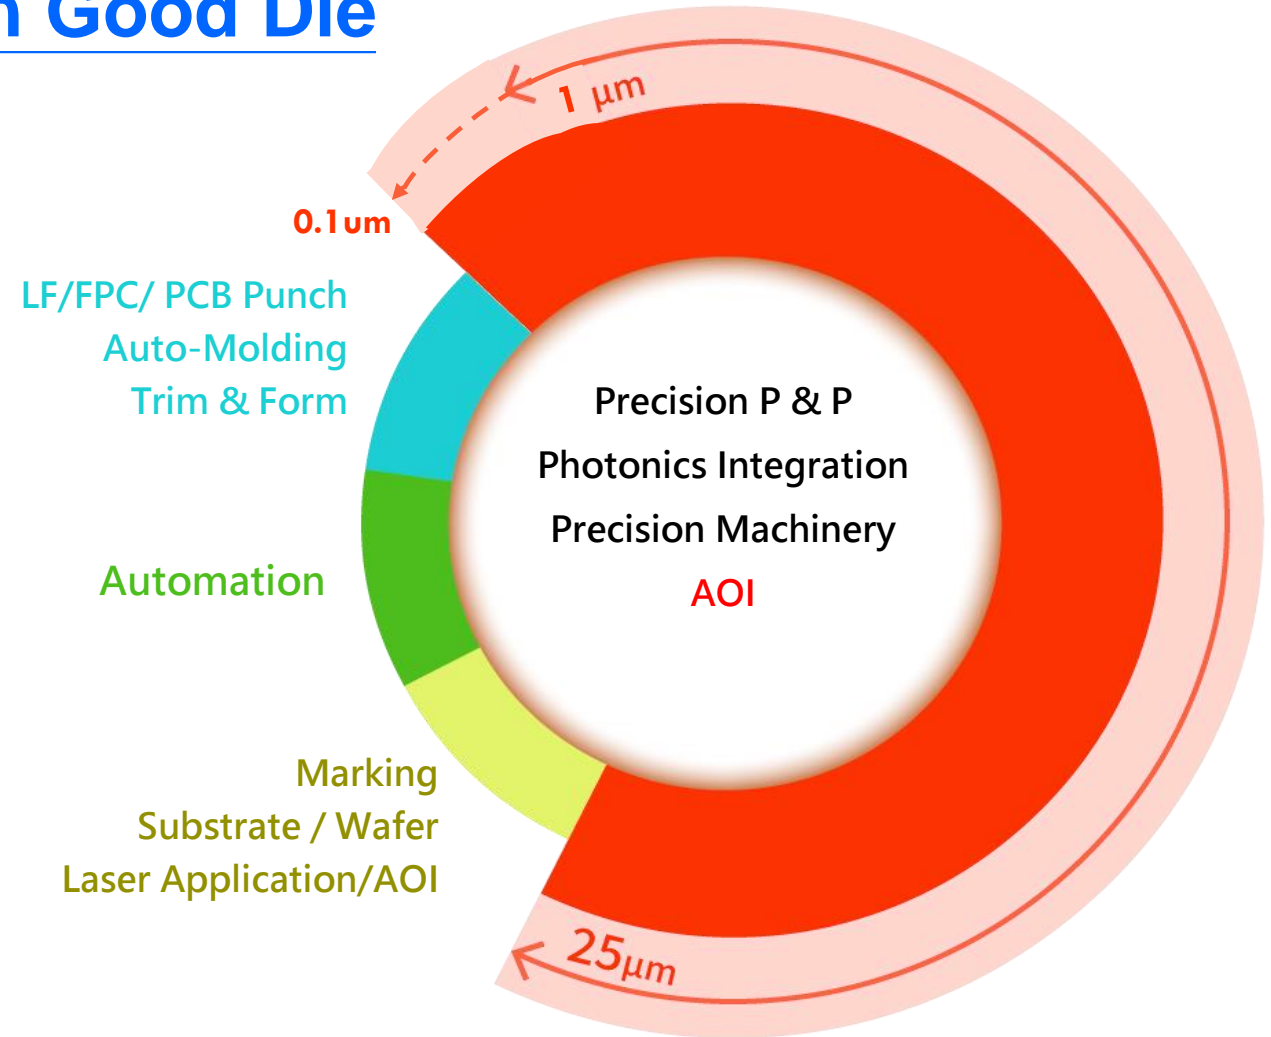 Good Die
1 μm
0.1um
LF/FPC/ PCB Punch
Auto-Molding
Trim & Form
Precision P & P
Photonics Integration
Precision Machinery
AOI
Automation
Marking
Substrate / Wafer
Laser Application/AOI
25μm